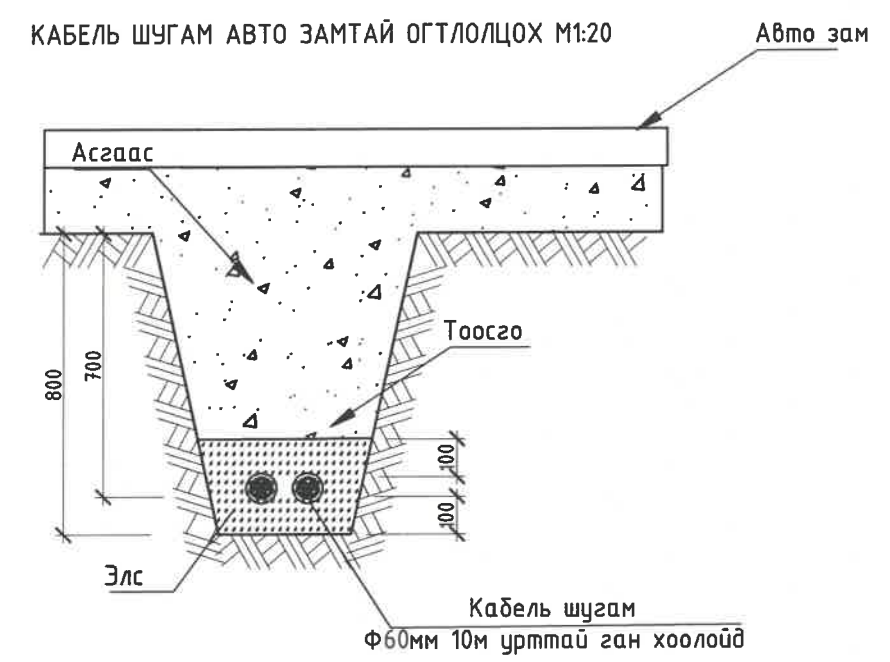 КАБЕЛЬ ШУГАМ АВТО ЗАМТАЙ ОГТЛОЛЦОХ М1:20
Авто зам
Асгаас
Тоосго
800
700
100
100
Элс
Кабель шугам
Ф60мм 10м урттай ган хоолойд